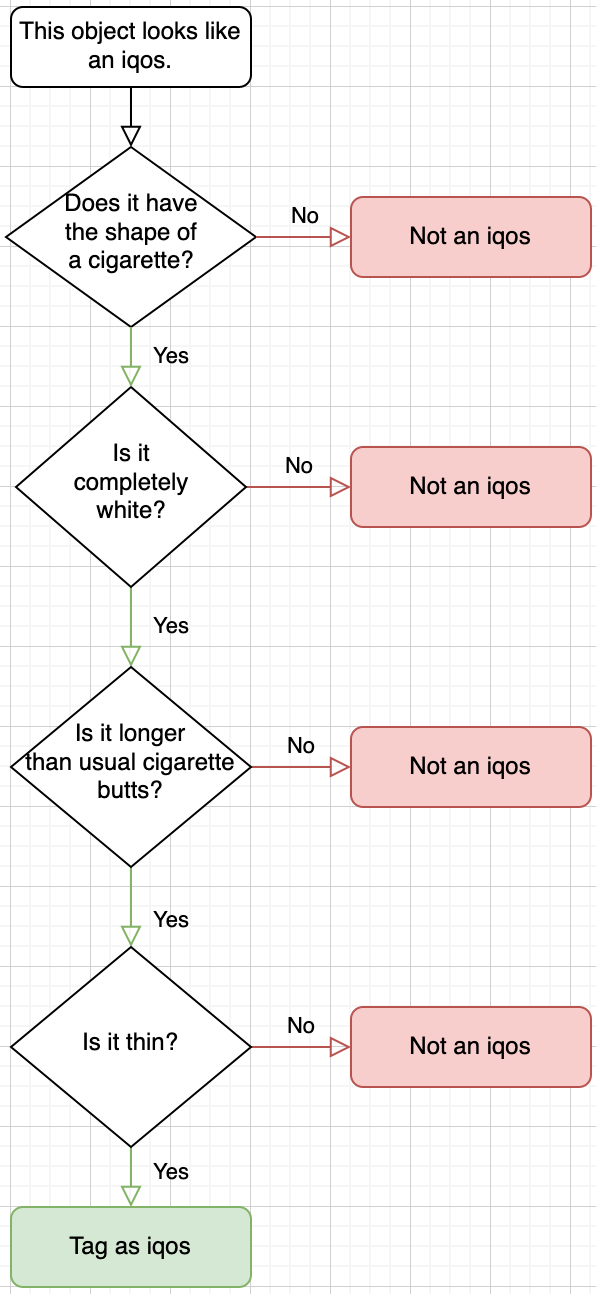 This object looks like
an iqos.
Does it have
the shape of
a cigarette?
No
Not an iqos
Yes
Is it
completely
white?
No
Not an iqos
Yes
Is it longer
than usual cigarette
butts?
No
Not an iqos
Yes
Is it thin?
No
Not an iqos
Yes
Tag as iqos